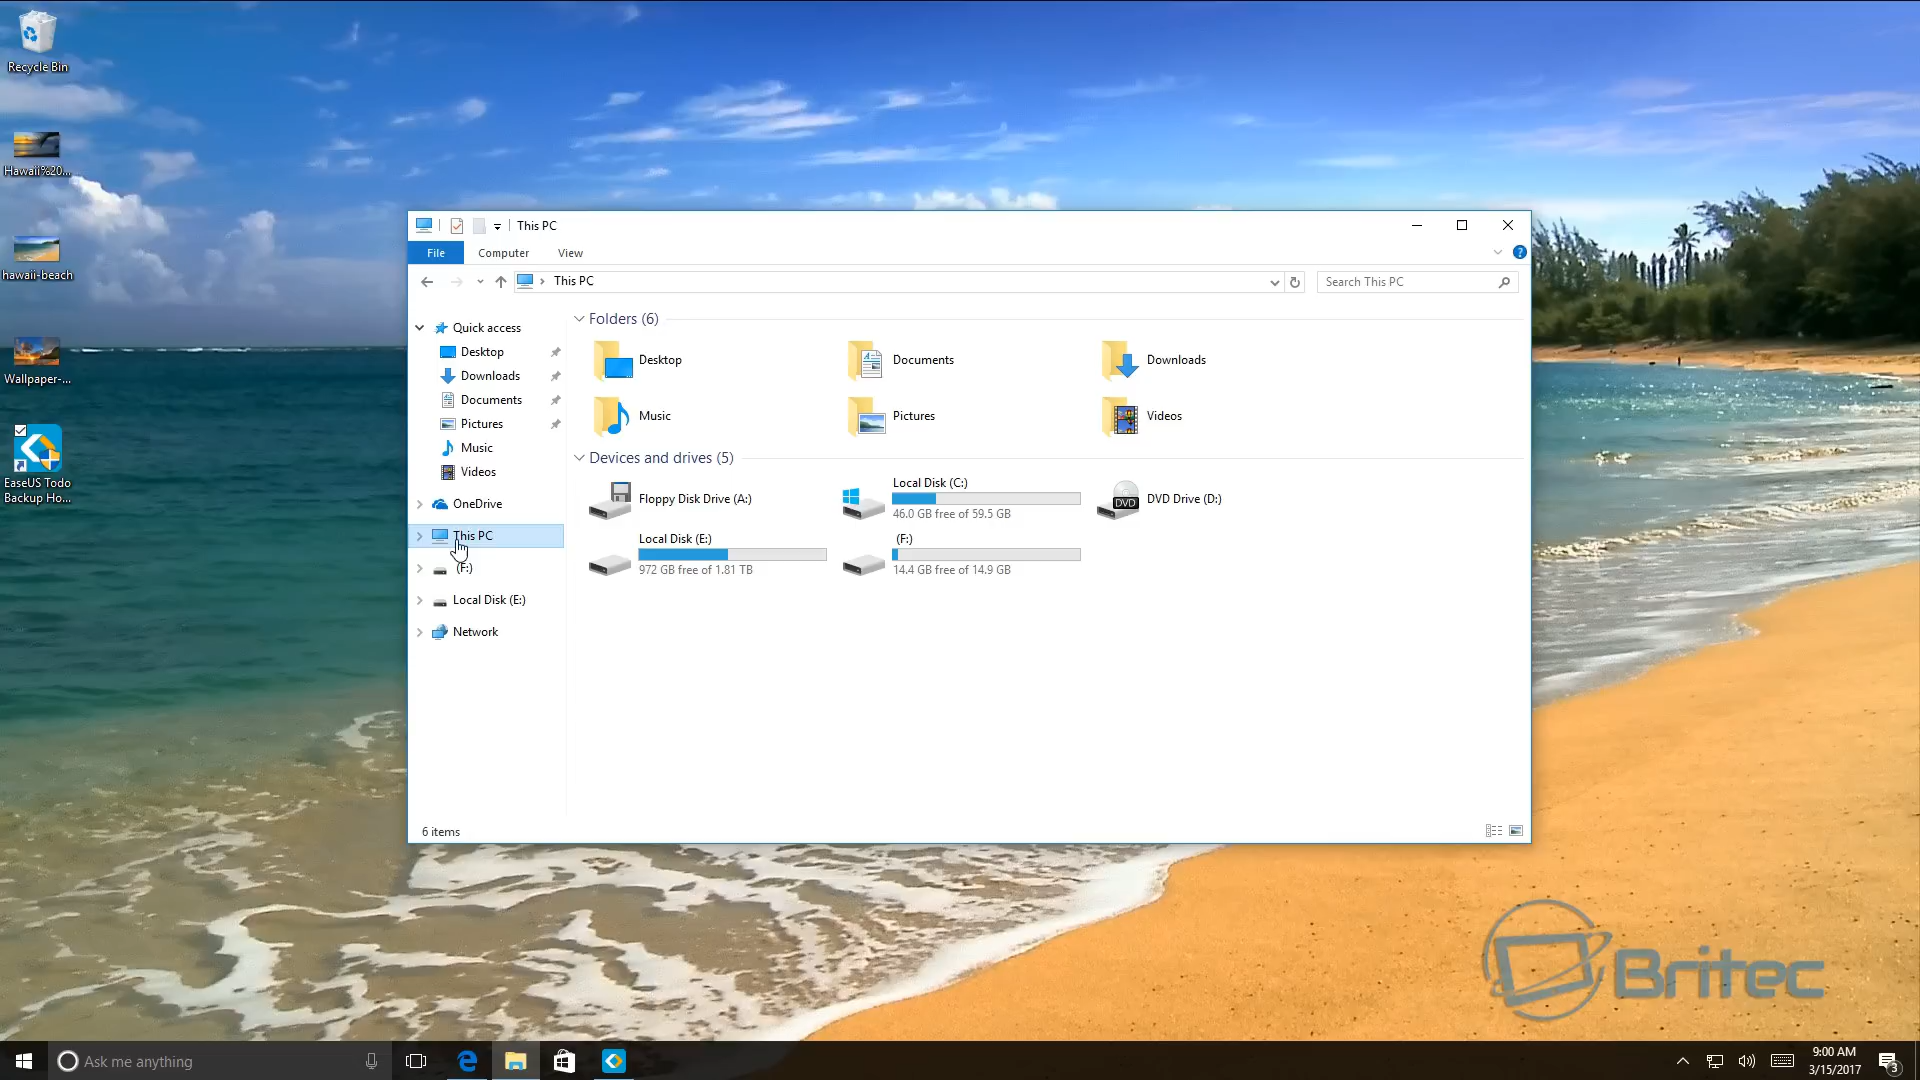 Recycle Bin
Hawaii%20...
hawaii-beach
Wallpaper-...
EaseUS Todo
Backup Ho...
This PC
File
Computer
View
This PC
Search This PC
Quick access
Desktop
Downloads
Documents
Pictures
Music
Videos
OneDrive
This PC
(F:)
Local Disk (E:)
Network
Folders (6)
Desktop
Documents
Downloads
Music
Pictures
Videos
Devices and drives (5)
Floppy Disk Drive (A:)
Local Disk (C:)
46.0 GB free of 59.5 GB
DVD
DVD Drive (D:)
Local Disk (E:)
972 GB free of 1.81 TB
(F:)
14.4 GB free of 14.9 GB
6 items
Britec
Ask me anything
9:00 AM
3/15/2017
3